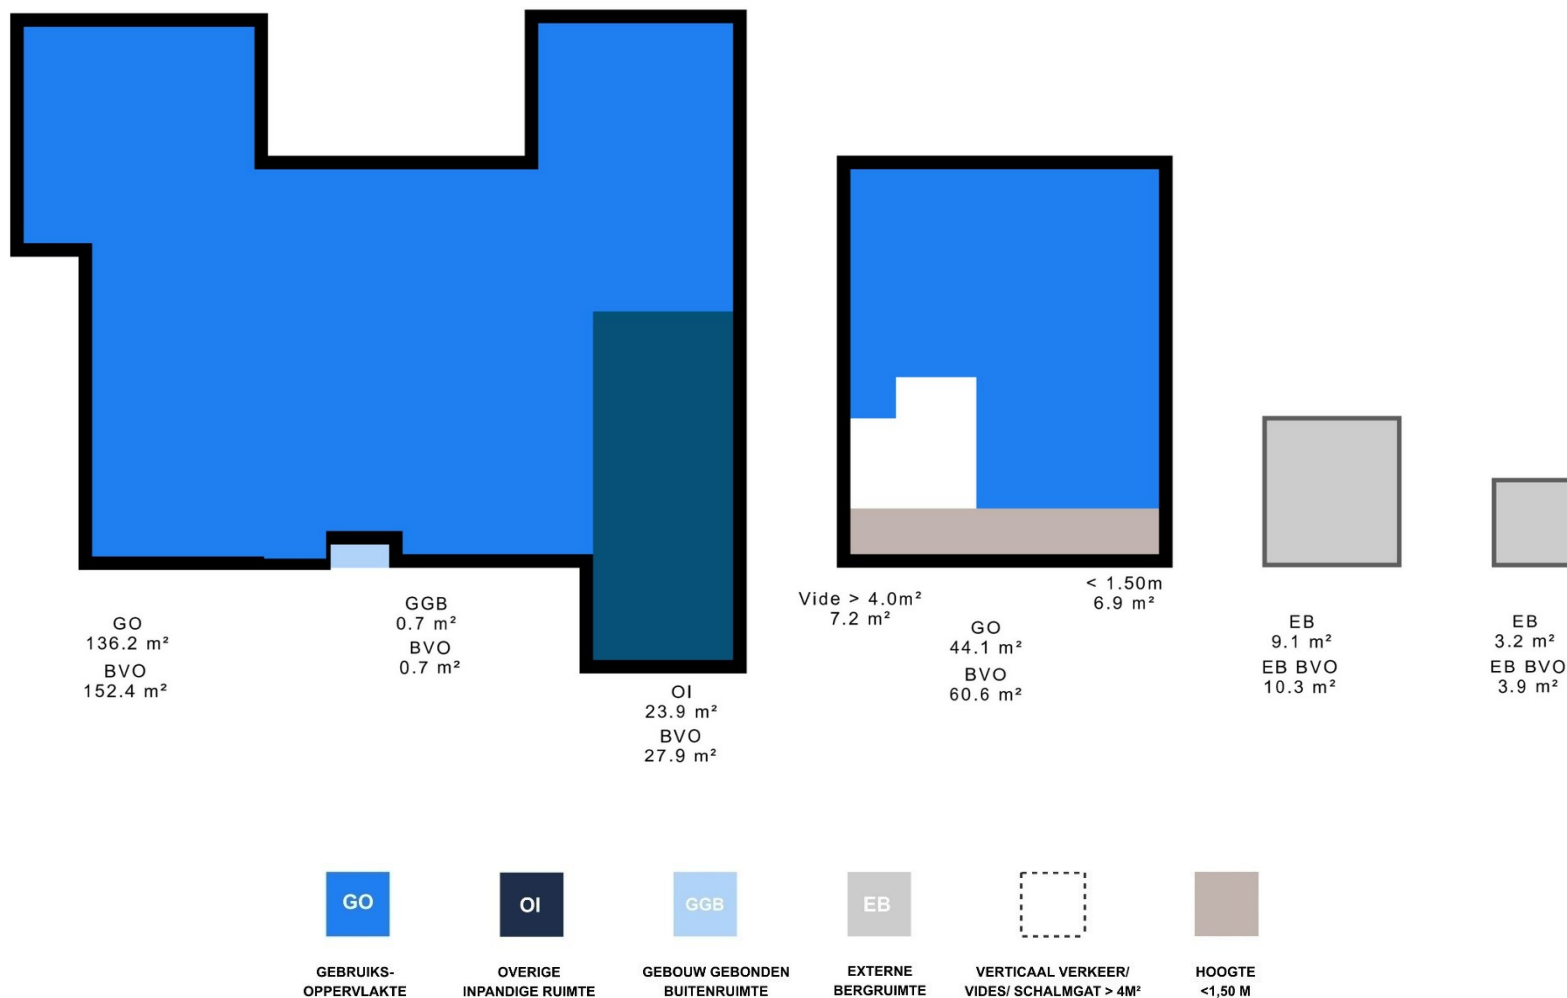 GO
136.2 m²
BVO
152.4 m²
GGB
0.7 m²
BVO
0.7 m²
OI
23.9 m²
BVO
27.9 m²
Vide > 4.0m²
7.2 m²
GO
44.1 m²
BVO
60.6 m²
< 1.50m
6.9 m²
EB
9.1 m²
EB BVO
10.3 m²
EB
3.2 m²
EB BVO
3.9 m²
GO
OI
GGB
EB
GEBRUIKS-
OPPERVLAKTE
OVERIGE
INPANDIGE RUIMTE
GEBOUW GEBONDEN
BUITENRUIMTE
EXTERNE
BERGRUIMTE
VERTICAAL VERKEER/
VIDES/ SCHALMGAT > 4M²
HOOGTE
<1,50 M